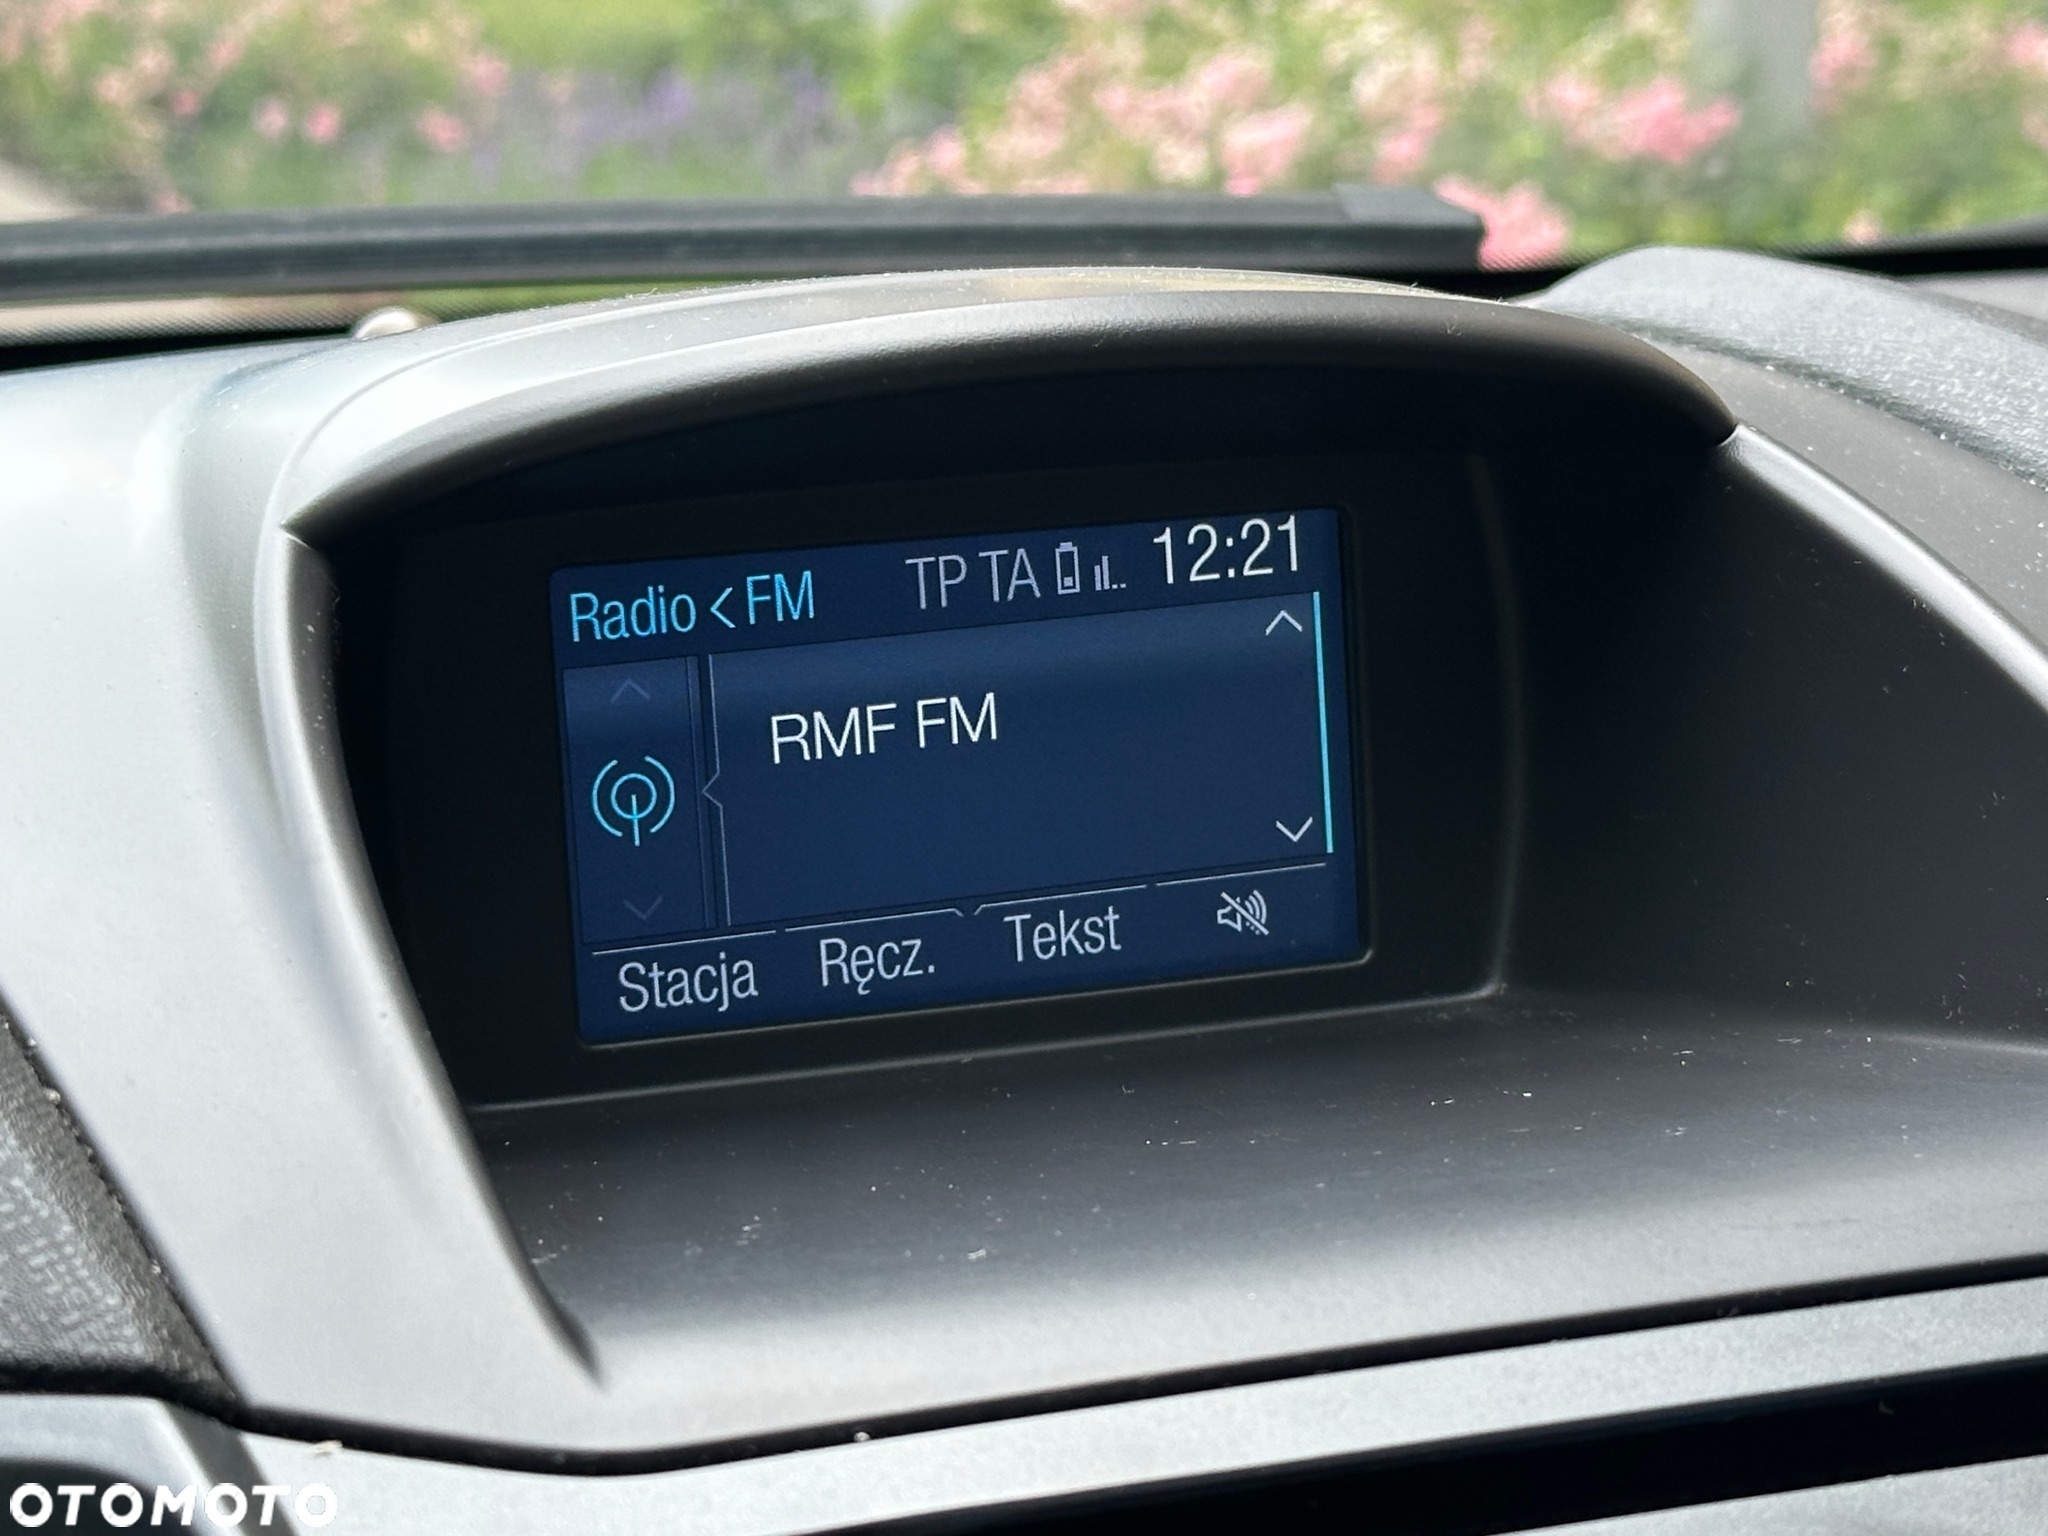 Radio < FM TP TA 12:21
RMF FM
Stacja Ręcz. Tekst
OTOMOTO